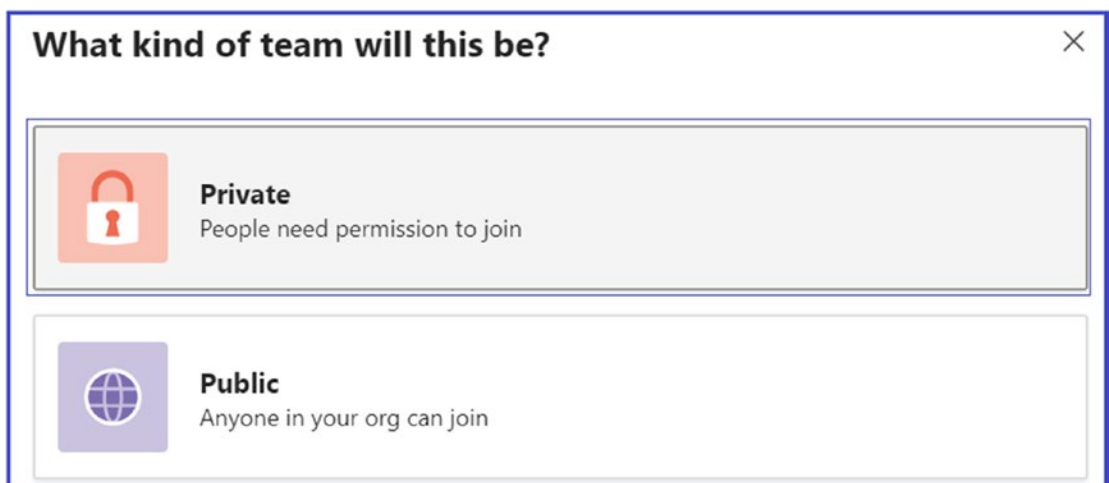 What kind of team will this be?
Private
People need permission to join
Public
Anyone in your org can join